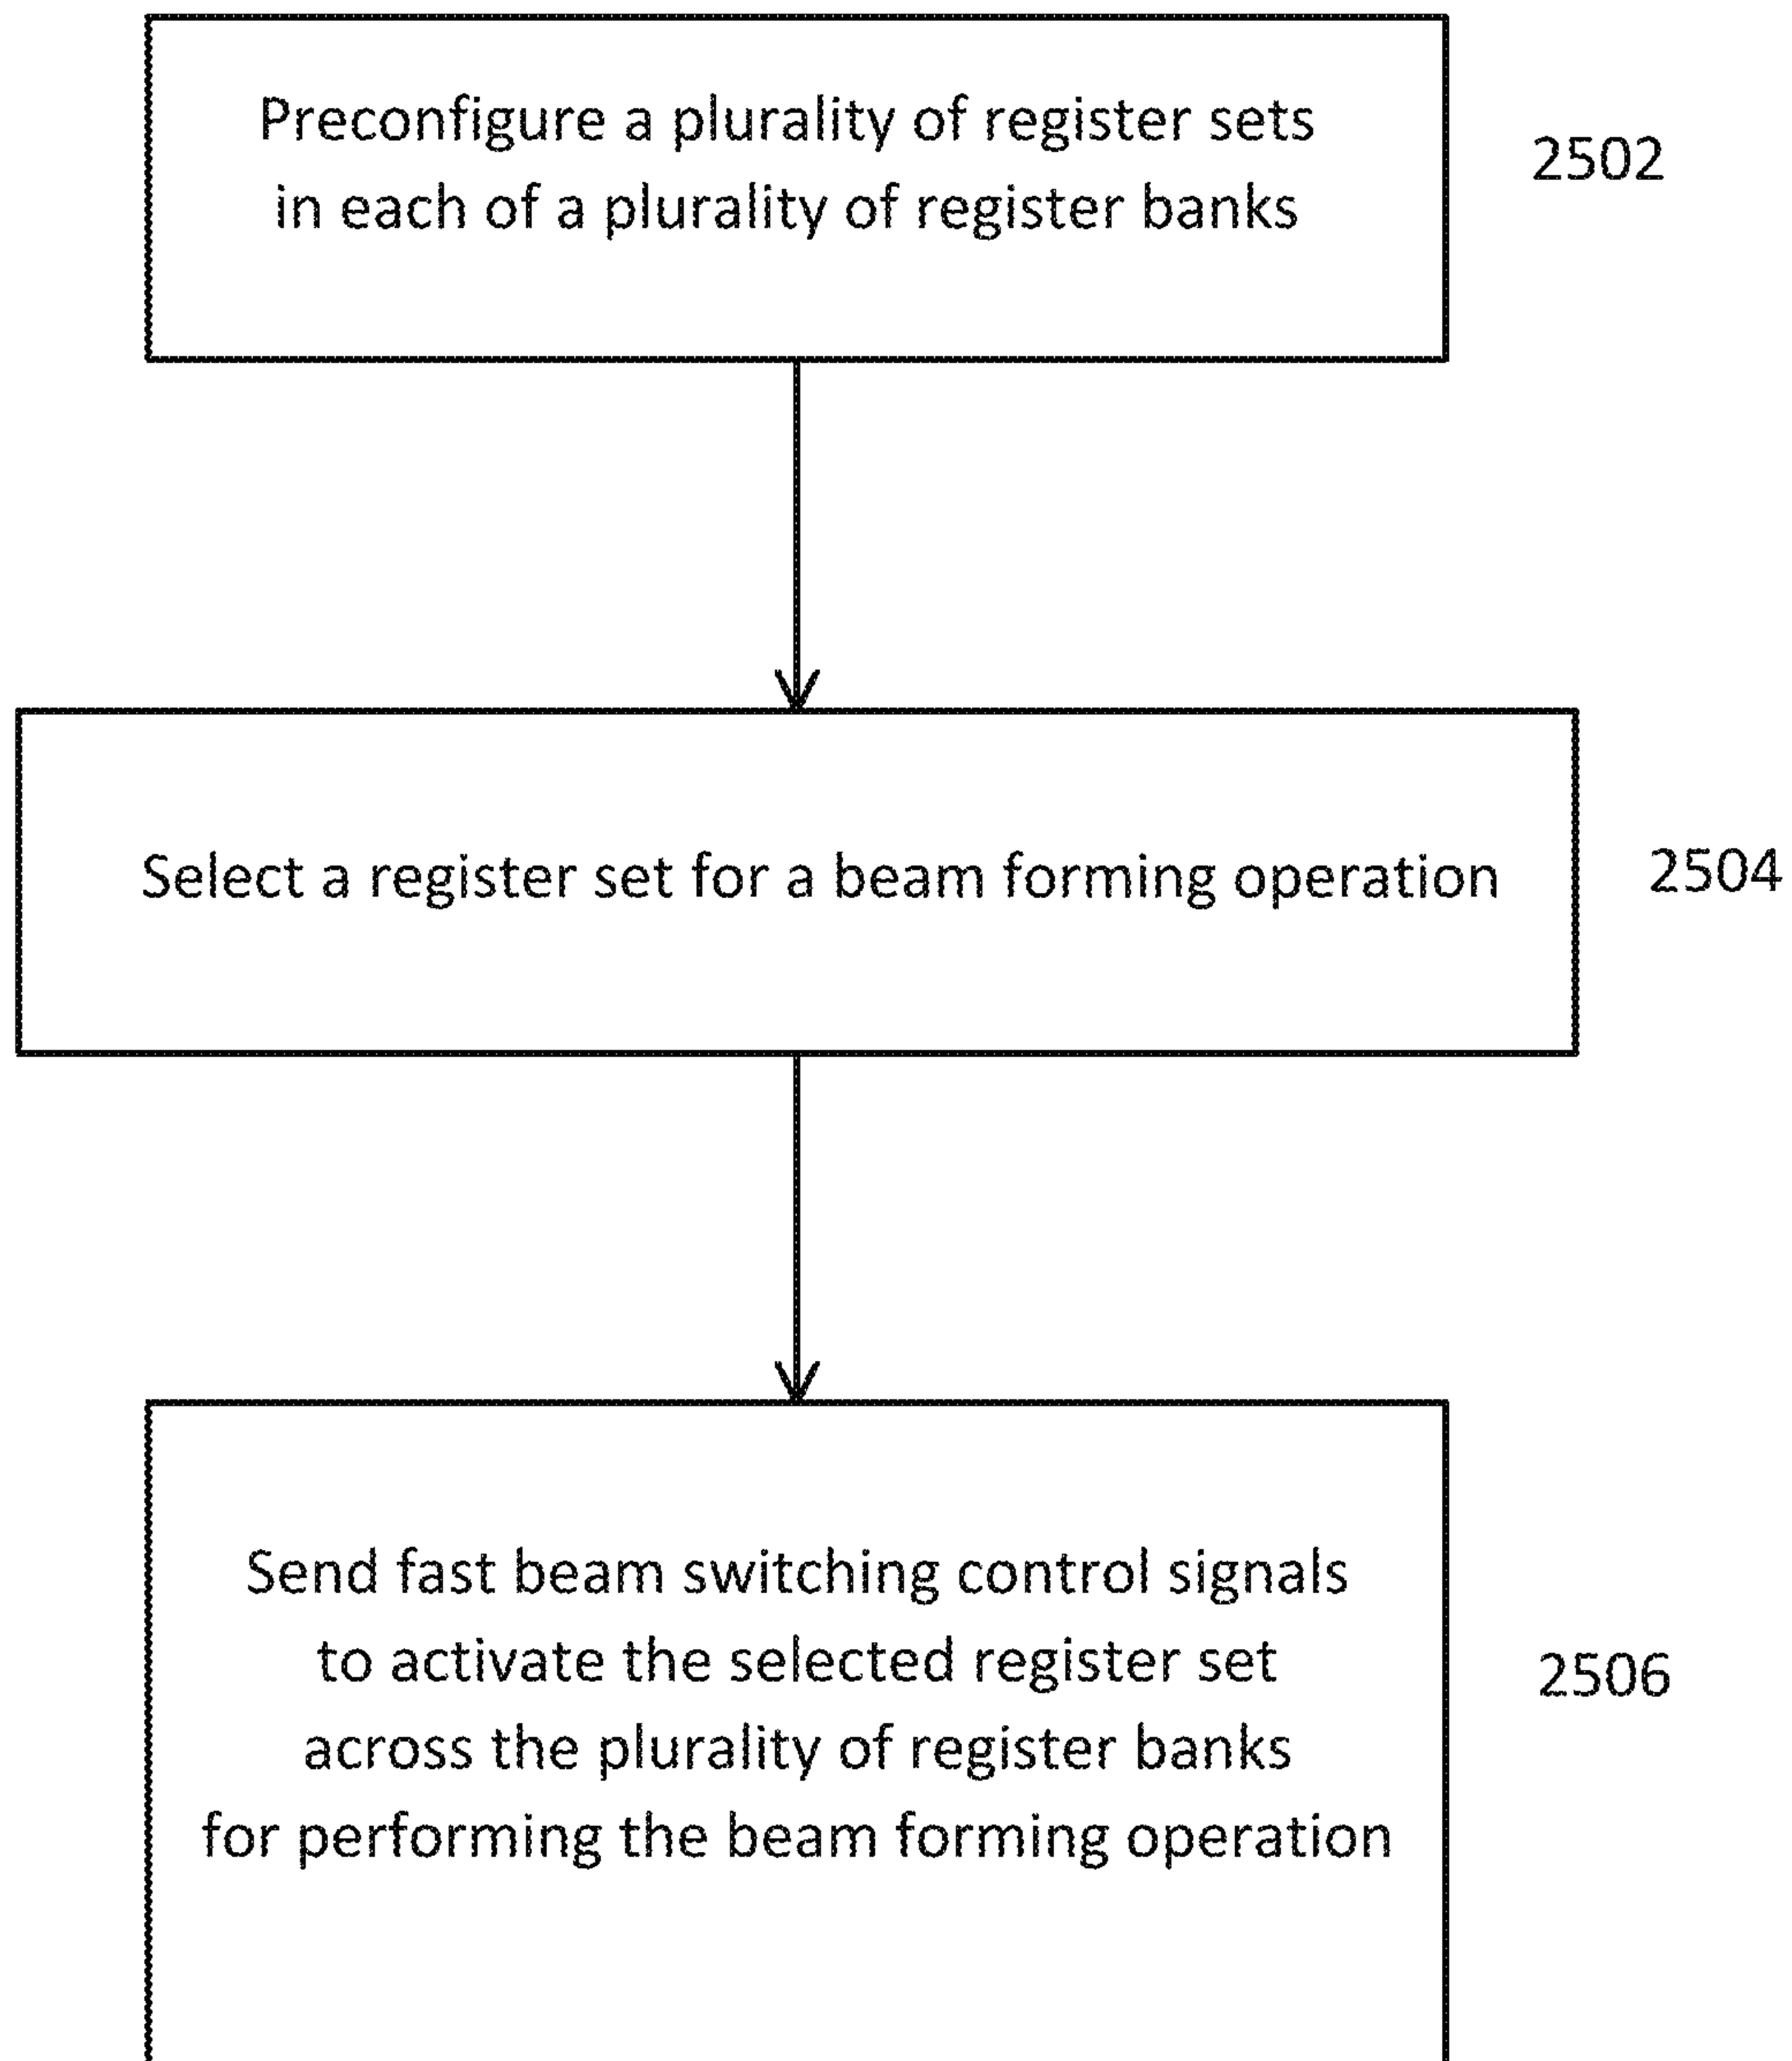 Preconfigure a plurality of register sets
in each of a plurality of register banks
2502
Select a register set for a beam forming operation
2504
Send fast beam switching control signals
to activate the selected register set
across the plurality of register banks
for performing the beam forming operation
2506